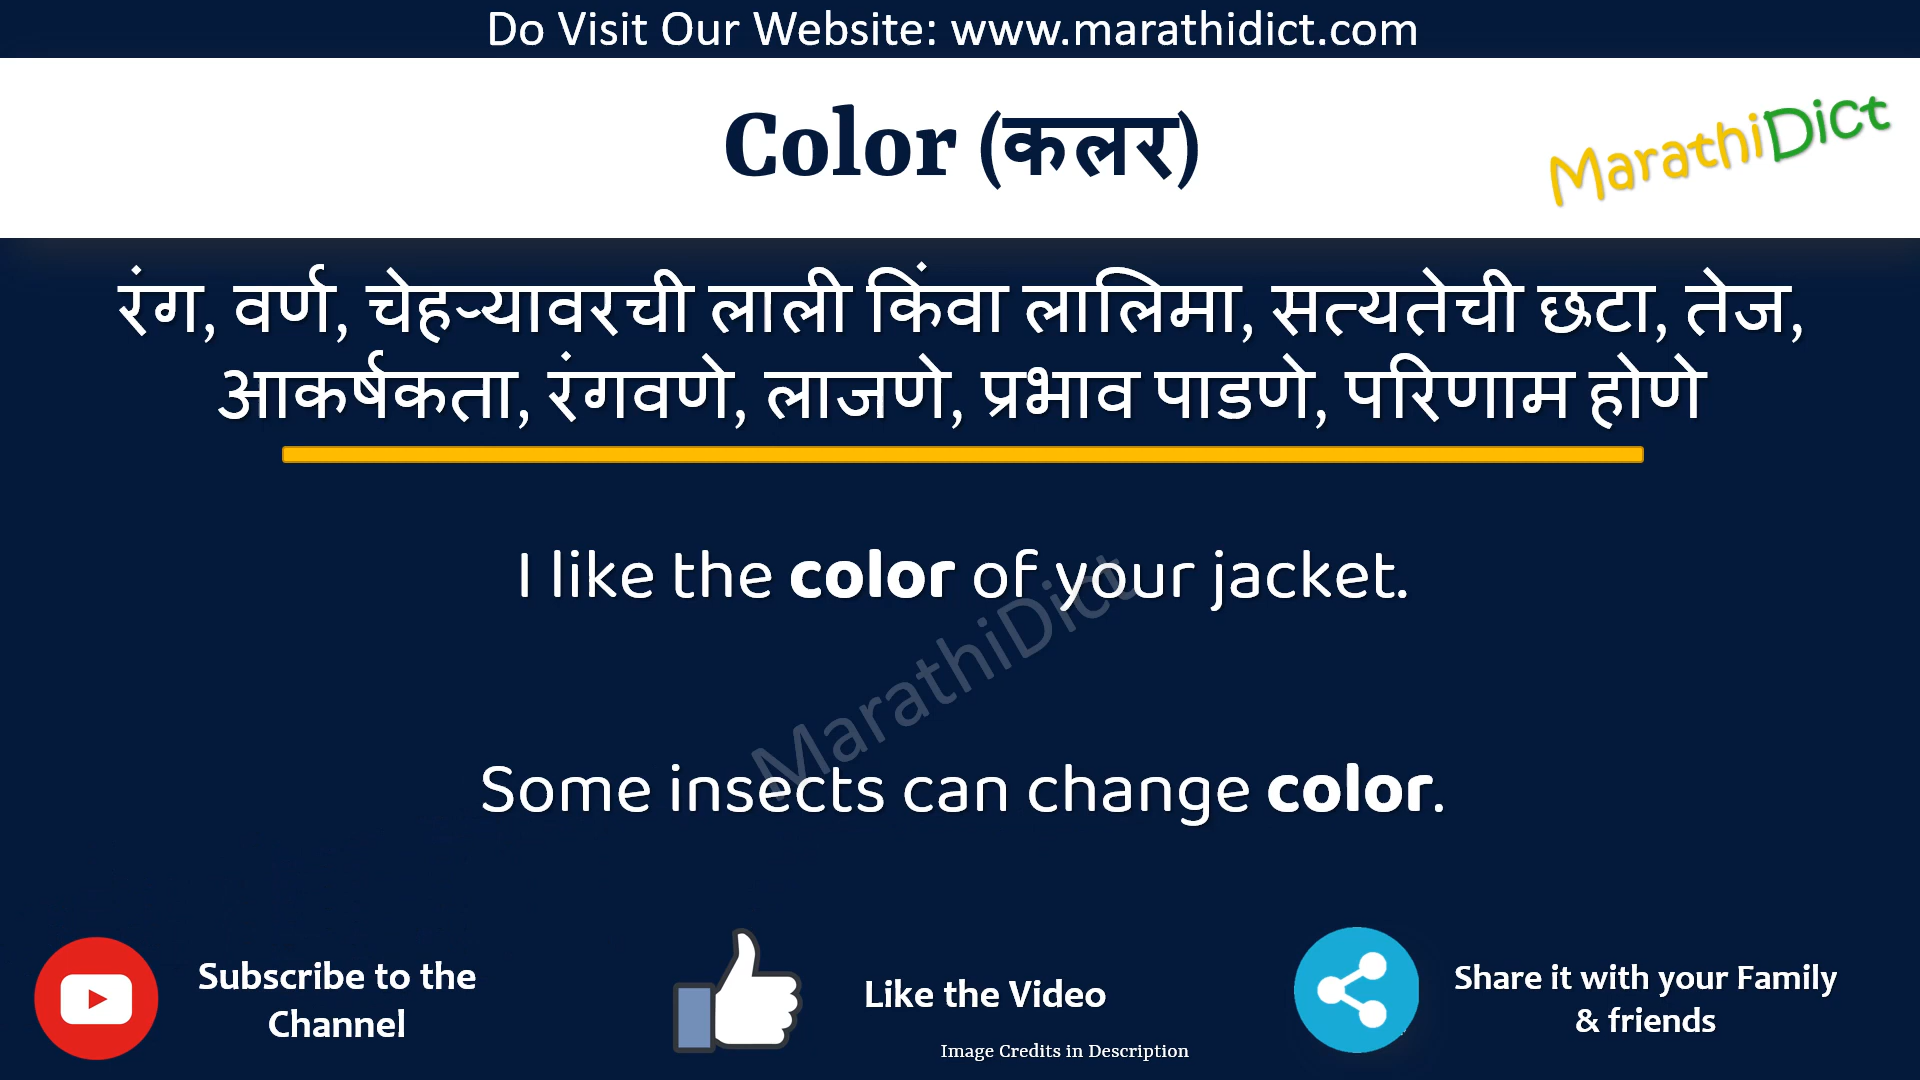 Do Visit Our Website: www.marathidict.com
Color (कलर)
MarathiDict
रंग, वर्ण, चेहऱ्यावरची लाली किंवा लालिमा, सत्यतेची छटा, तेज,
आकर्षकता, रंगवणे, लाजणे, प्रभाव पाडणे, परिणाम होणे
I like the color of your jacket.
MarathiDict
Some insects can change color.
Subscribe to the
Channel
Like the Video
Share it with your Family
& friends
Image Credits in Description